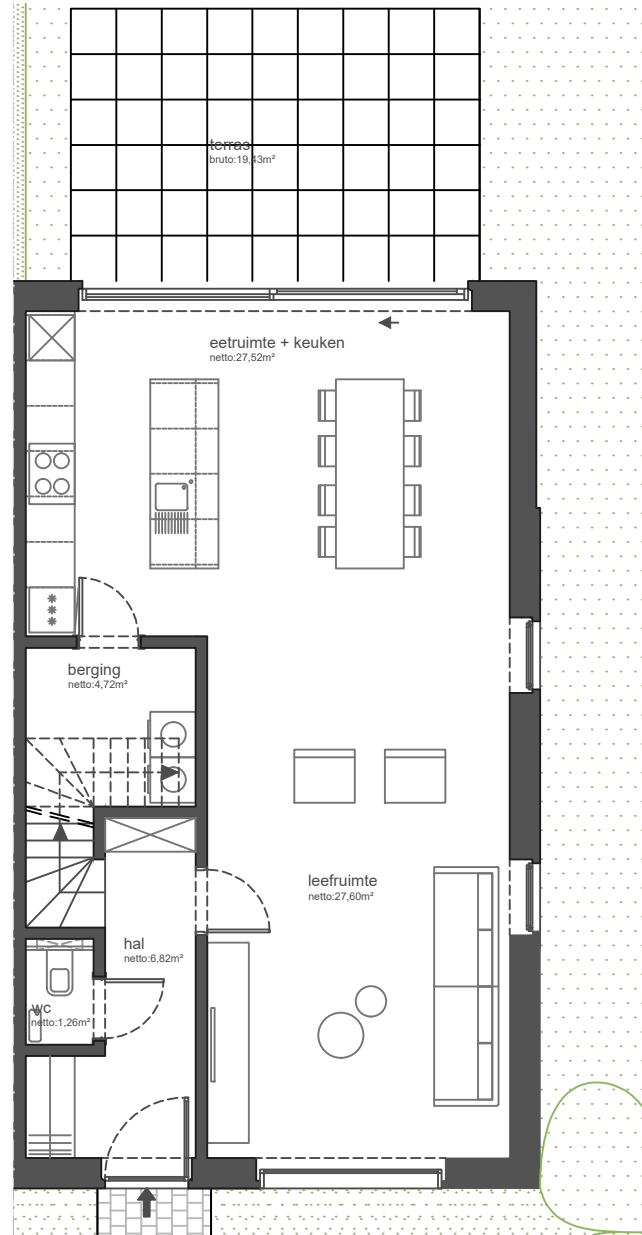 terras
bruto:19,43m²
eetruimte + keuken
netto:27,52m²
berging
netto:4,72m²
leefruimte
netto:27,60m²
hal
netto:6,82m²
wc
netto:1,26m²